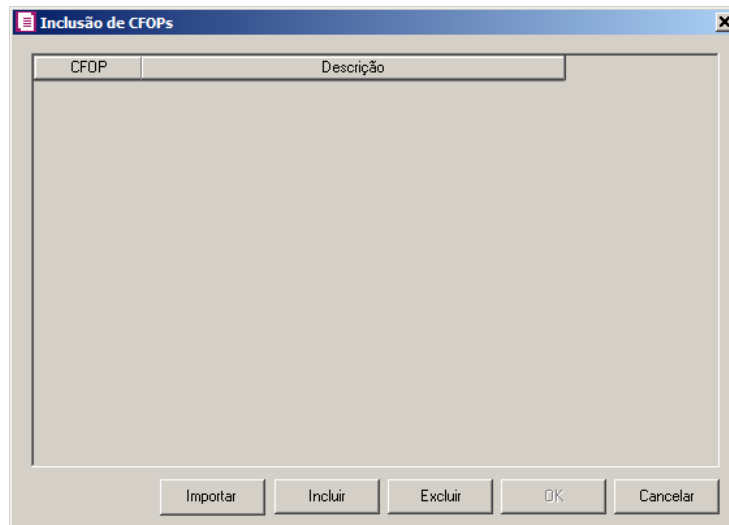 Inclusão de CFOPs
CFOP Descrição
Importar Incluir Excluir OK Cancelar